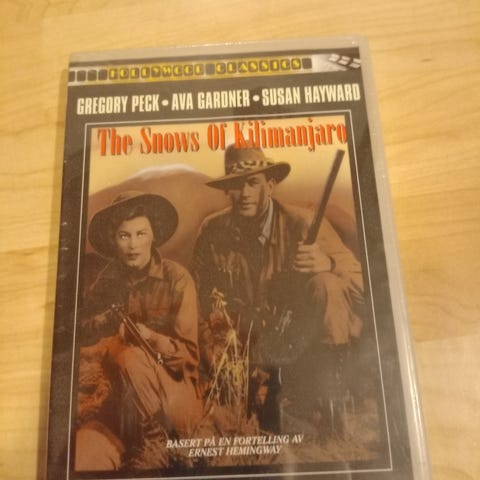 HOLLYWOOD CLASSICS
GREGORY PECK • AVA GARDNER • SUSAN HAYWARD
The Snows Of Kilimanjaro
BASERT PÅ EN FORTELLING AV
ERNEST HEMINGWAY